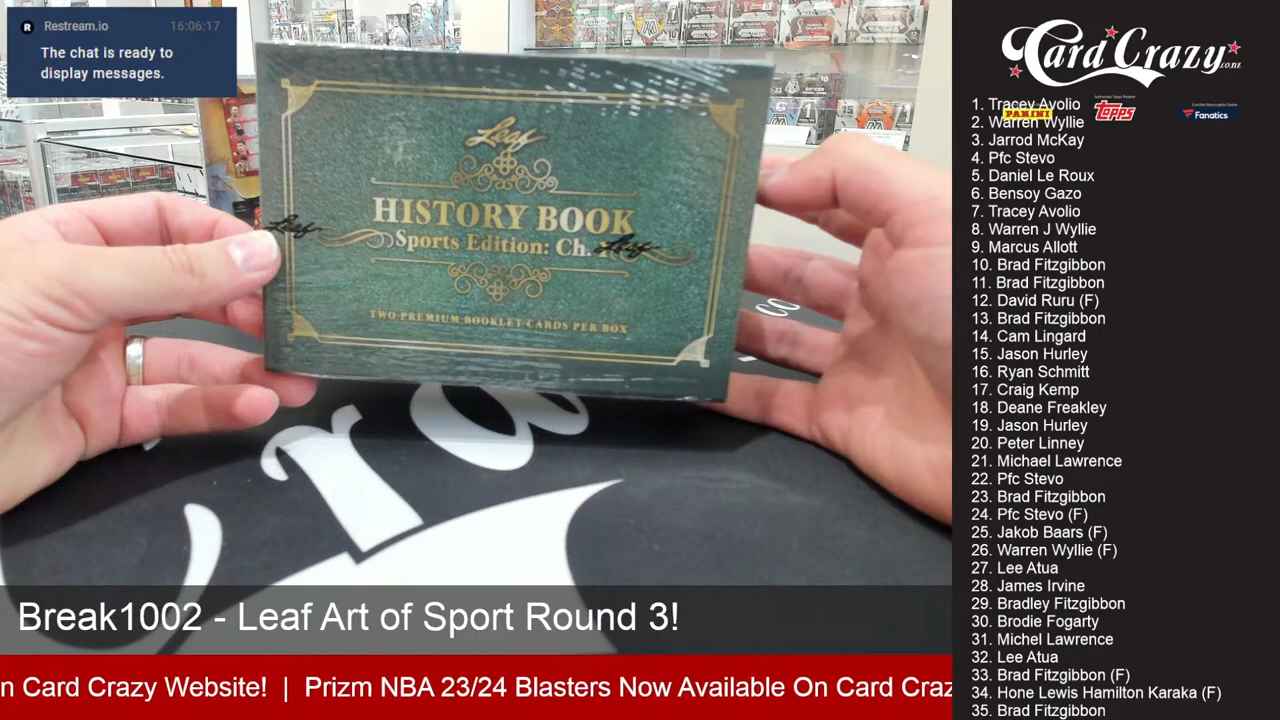 Restream.io 16:06:17
The chat is ready to
display messages.
Leaf
HISTORY BOOK
Leaf
Sports Edition: Ch.
Leaf
TWO PREMIUM BOOKLET CARDS PER BOX
Break1002 - Leaf Art of Sport Round 3!
n Card Crazy Website! | Prizm NBA 23/24 Blasters Now Available On Card Craz
Card Crazy.co.nz
PANINI
Topps
Fanatics
1. Tracey Avolio
2. Warren Wyllie
3. Jarrod McKay
4. Pfc Stevo
5. Daniel Le Roux
6. Bensoy Gazo
7. Tracey Avolio
8. Warren J Wyllie
9. Marcus Allott
10. Brad Fitzgibbon
11. Brad Fitzgibbon
12. David Ruru (F)
13. Brad Fitzgibbon
14. Cam Lingard
15. Jason Hurley
16. Ryan Schmitt
17. Craig Kemp
18. Deane Freakley
19. Jason Hurley
20. Peter Linney
21. Michael Lawrence
22. Pfc Stevo
23. Brad Fitzgibbon
24. Pfc Stevo (F)
25. Jakob Baars (F)
26. Warren Wyllie (F)
27. Lee Atua
28. James Irvine
29. Bradley Fitzgibbon
30. Brodie Fogarty
31. Michel Lawrence
32. Lee Atua
33. Brad Fitzgibbon (F)
34. Hone Lewis Hamilton Karaka (F)
35. Brad Fitzgibbon